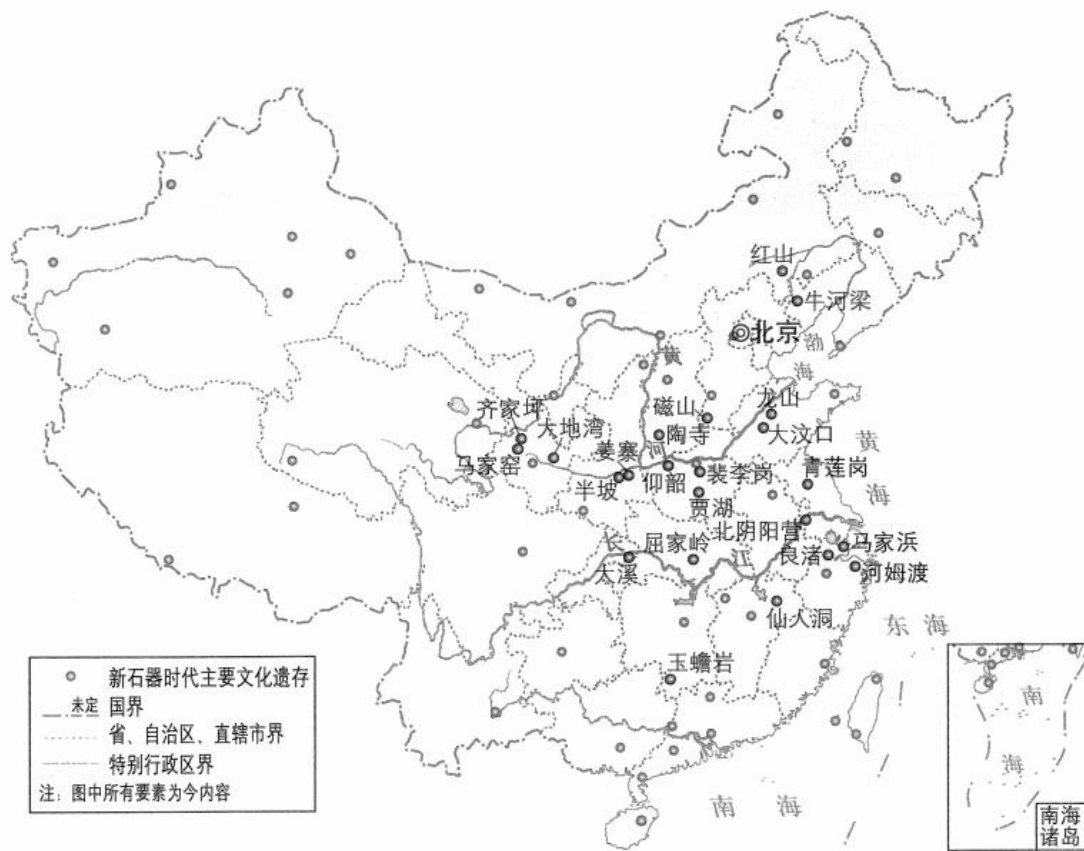 红山
牛河梁
北京
渤
海
黄
河
磁山
陶寺
龙山
大汶口
黄
海
齐家坪
大地湾
马家窑
姜寨
半坡
仰韶
裴李岗
贾湖
青莲岗
北阴阳营
长
江
屈家岭
大溪
良渚
马家浜
河姆渡
仙人洞
东海
玉蟾岩
南海
南
海
南海
诸岛
新石器时代主要文化遗存
未定 国界
省、自治区、直辖市界
特别行政区界
注：图中所有要素为今内容